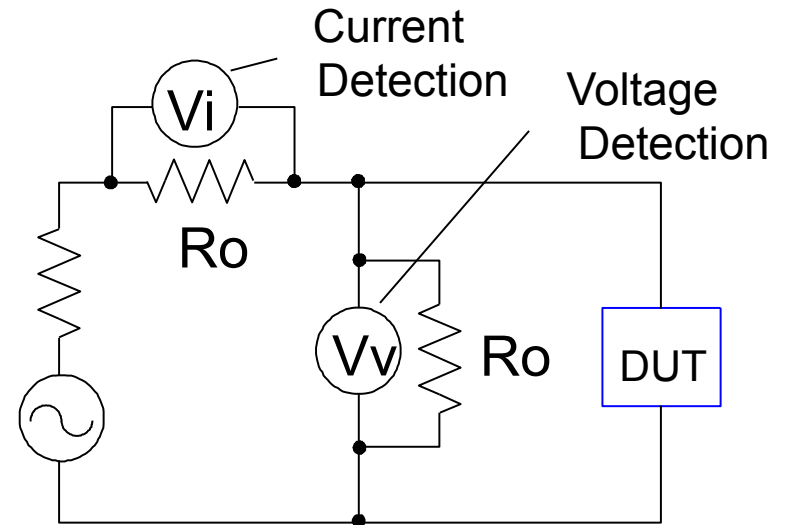 Current
Detection
Voltage
Detection
Vi
Ro
Vv
Ro
DUT